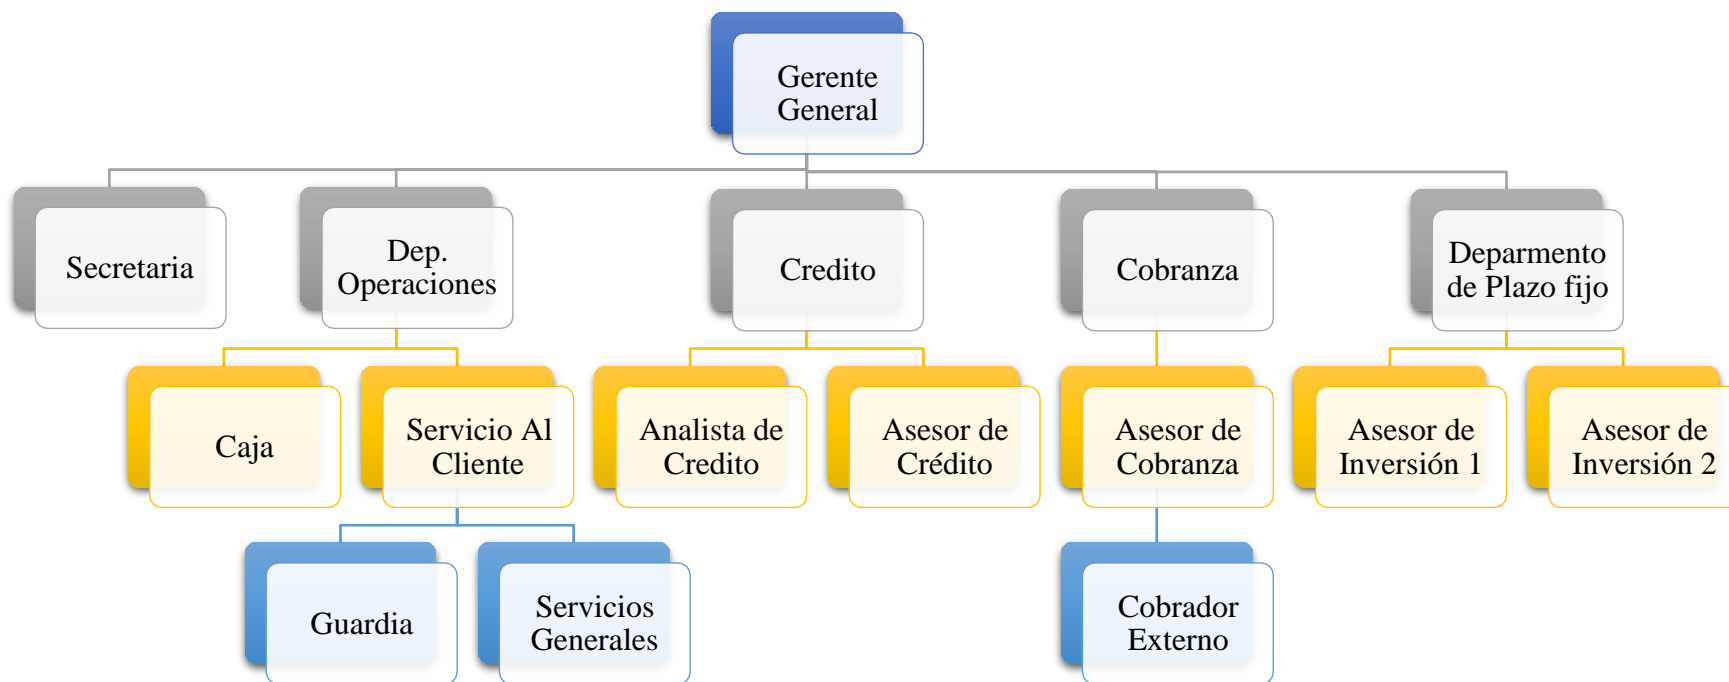 Gerente
General
Secretaria
Dep.
Operaciones
Credito
Cobranza
Deparmento
de Plazo fijo
Caja
Servicio Al
Cliente
Analista de
Credito
Asesor de
Crédito
Asesor de
Cobranza
Asesor de
Inversión 1
Asesor de
Inversión 2
Guardia
Servicios
Generales
Cobrador
Externo